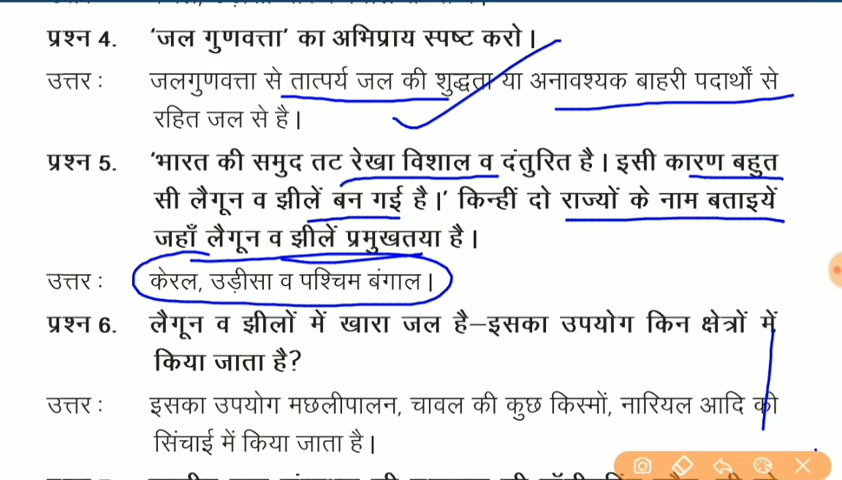 प्रश्न 4. 'जल गुणवत्ता' का अभिप्राय स्पष्ट करो।
उत्तर : जलगुणवत्ता से तात्पर्य जल की शुद्धता या अनावश्यक बाहरी पदार्थो से
रहित जल से है।
प्रश्न 5. 'भारत की समुद तट रेखा विशाल व दंतुरित है। इसी कारण बहुत
सी लैगून व झीलें बन गई है।' किन्हीं दो राज्यों के नाम बताइयें
जहाँ लैगून व झीलें प्रमुखतया है।
उत्तर : केरल, उड़ीसा व पश्चिम बंगाल।
प्रश्न 6. लैगून व झीलों में खारा जल है–इसका उपयोग किन क्षेत्रों में
किया जाता है?
उत्तर : इसका उपयोग मछलीपालन, चावल की कुछ किस्मों, नारियल आदि की
सिंचाई में किया जाता है।